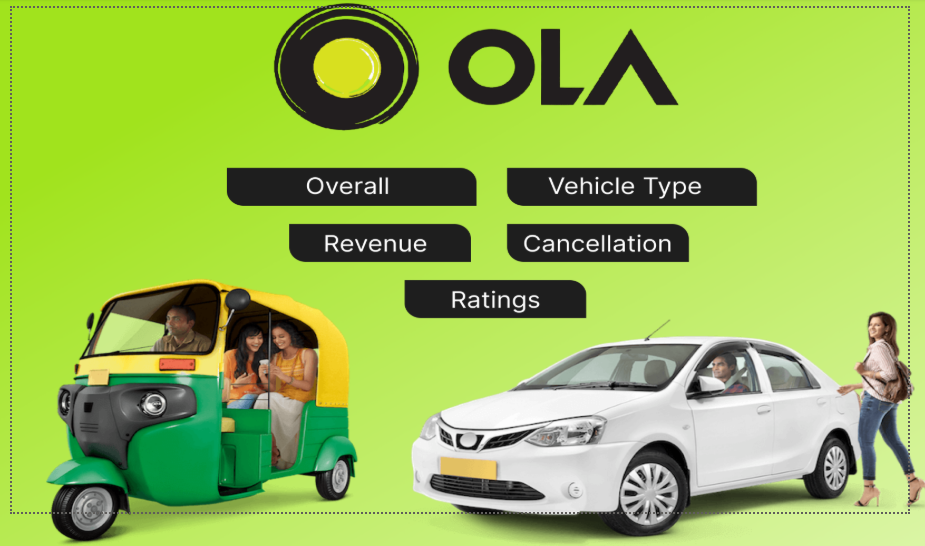 OLA
Overall
Vehicle Type
Revenue
Cancellation
Ratings